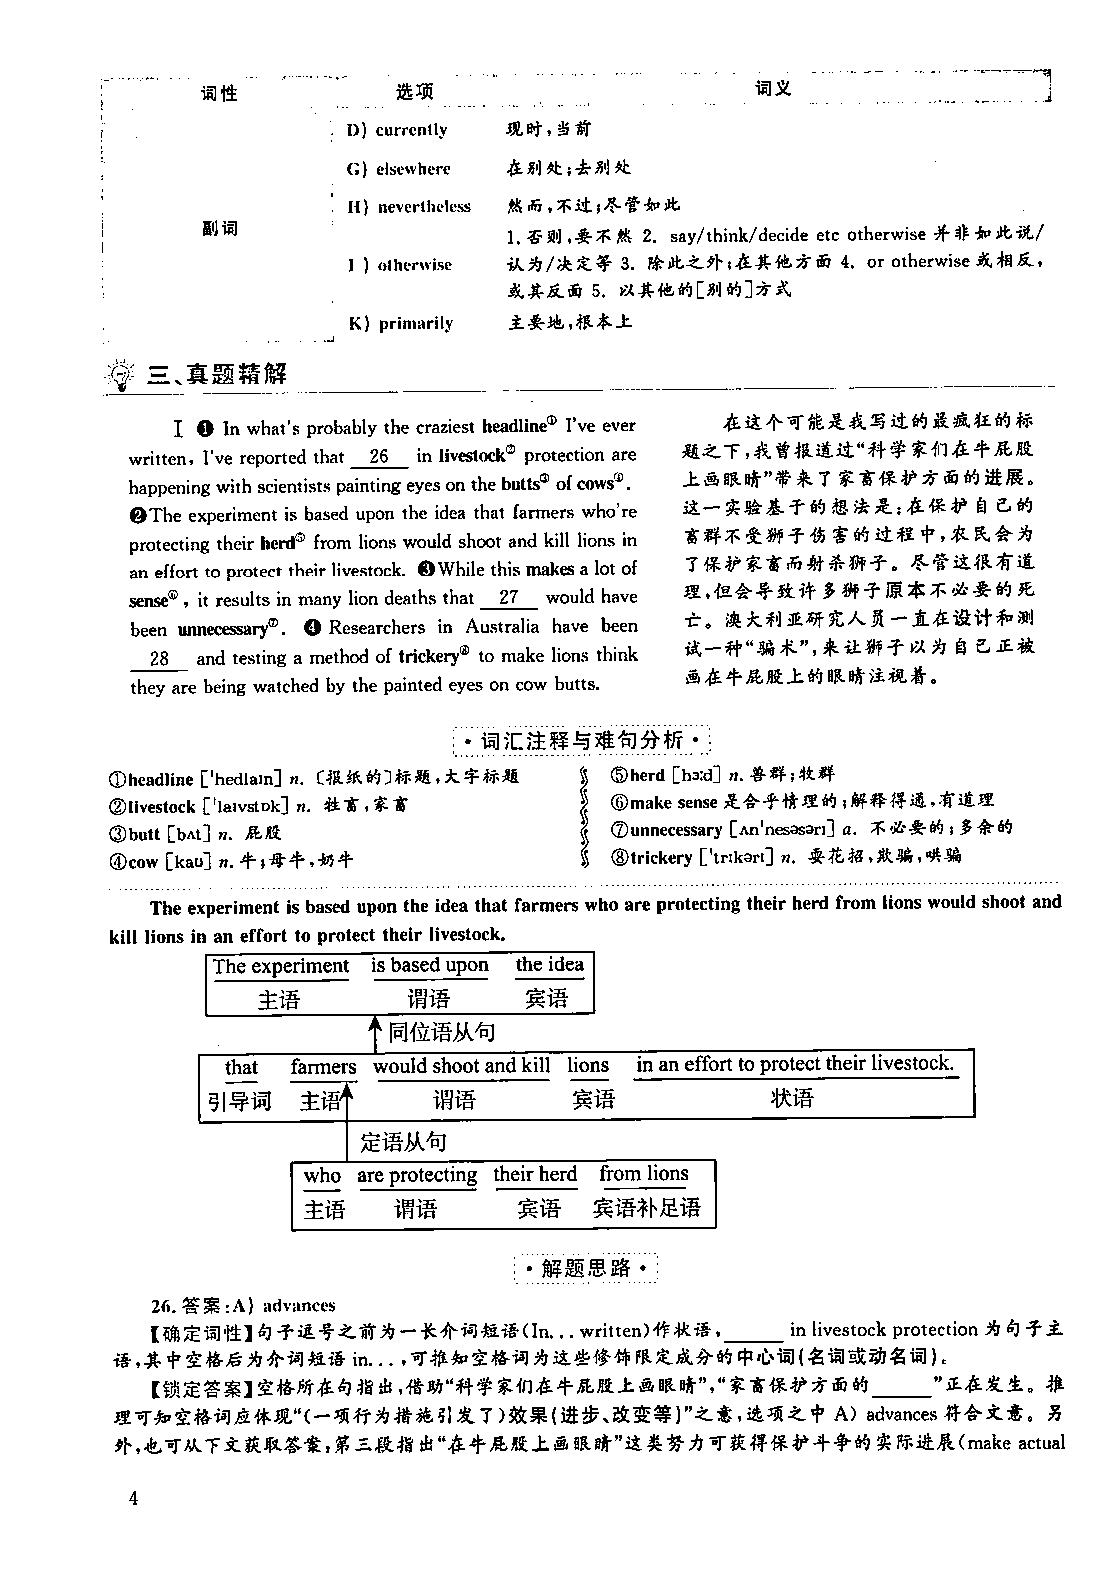 词性 选项 词义
D) currently 现时,当前
G) elsewhere 在别处;去别处
H) nevertheless 然而,不过;尽管如此
副词
1. 否则,要不然 2. say/think/decide etc otherwise 并非如此说/
I) otherwise 认为/决定等 3. 除此之外;在其他方面 4. or otherwise 或相反,
或其反面 5. 以其他的[别的]方式
K) primarily 主要地,根本上
三、真题精解
I ❶ In what's probably the craziest headline① I've ever
written, I've reported that 26 in livestock② protection are
happening with scientists painting eyes on the butts③ of cows④.
❷The experiment is based upon the idea that farmers who're
protecting their herd⑤ from lions would shoot and kill lions in
an effort to protect their livestock. ❸While this makes a lot of
sense⑥, it results in many lion deaths that 27 would have
been unnecessary⑦. ❹ Researchers in Australia have been
28 and testing a method of trickery⑧ to make lions think
they are being watched by the painted eyes on cow butts.
在这个可能是我写过的最疯狂的标
题之下,我曾报道过“科学家们在牛屁股
上画眼睛”带来了家畜保护方面的进展。
这一实验基于的想法是:在保护自己的
畜群不受狮子伤害的过程中,农民会为
了保护家畜而射杀狮子。尽管这很有道
理,但会导致许多狮子原本不必要的死
亡。澳大利亚研究人员一直在设计和测
试一种“骗术”,来让狮子以为自己正被
画在牛屁股上的眼睛注视着。
·词汇注释与难句分析·
①headline [ˈhedlaɪn] n. 〔报纸的〕标题,大字标题
②livestock [ˈlaɪvstɒk] n. 牲畜,家畜
③butt [bʌt] n. 屁股
④cow [kaʊ] n. 牛;母牛,奶牛
⑤herd [hɜːd] n. 兽群;牧群
⑥make sense 是合乎情理的;解释得通,有道理
⑦unnecessary [ʌnˈnesəsərɪ] a. 不必要的;多余的
⑧trickery [ˈtrɪkərɪ] n. 耍花招,欺骗,哄骗
The experiment is based upon the idea that farmers who are protecting their herd from lions would shoot and
kill lions in an effort to protect their livestock.
The experiment is based upon the idea
主语 谓语 宾语
同位语从句
that farmers would shoot and kill lions in an effort to protect their livestock.
引导词 主语 谓语 宾语 状语
定语从句
who are protecting their herd from lions
主语 谓语 宾语 宾语补足语
·解题思路·
26. 答案:A) advances
【确定词性】句子逗号之前为一长介词短语(In... written)作状语,______ in livestock protection 为句子主
语,其中空格后为介词短语 in...,可推知空格词为这些修饰限定成分的中心词(名词或动名词)。
【锁定答案】空格所在句指出,借助“科学家们在牛屁股上画眼睛”,“家畜保护方面的______”正在发生。推
理可知空格词应体现“(一项行为措施引发了)效果(进步、改变等)”之意,选项之中 A) advances 符合文意。另
外,也可从下文获取答案,第三段指出“在牛屁股上画眼睛”这类努力可获得保护斗争的实际进展(make actual
4